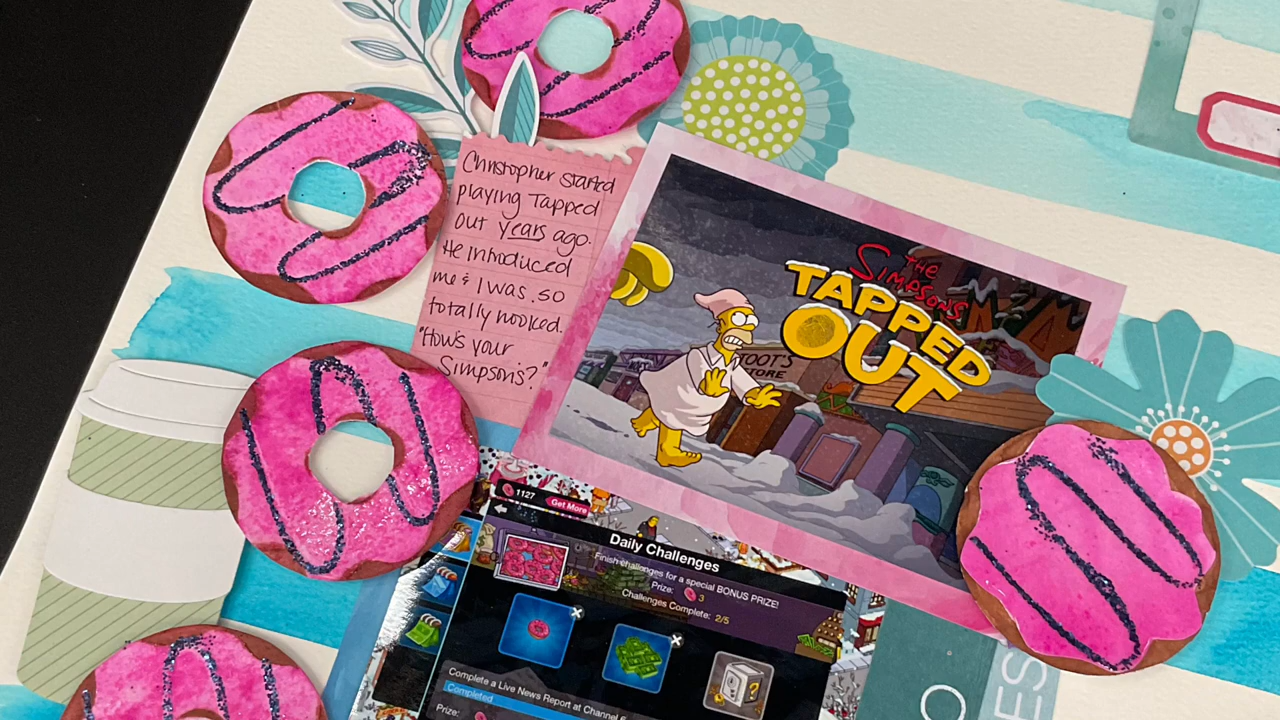 Christopher started
playing Tapped
out years ago.
He introduced
me & I was so
totally hooked.
"How's your
Simpson's?"
THE
SIMPSONS
TAPPED
OUT
TOOT'S
STORE
1127
Get More
Daily Challenges
Finish challenges for a special BONUS PRIZE!
Prize: 3
Challenges Complete: 2/5
Complete a Live News Report at Channel 6
Completed
Prize:
O
ES